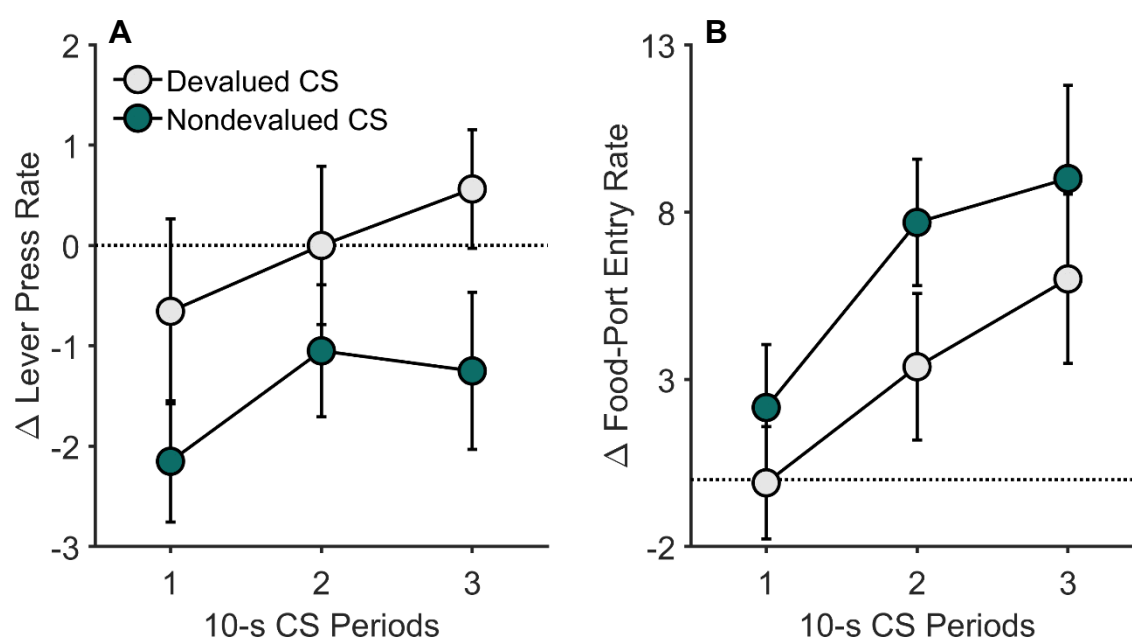 A
2
1
0
-1
-2
-3
Δ Lever Press Rate
Devalued CS
Nondevalued CS
1 2 3
10-s CS Periods
B
13
8
3
-2
Δ Food-Port Entry Rate
1 2 3
10-s CS Periods